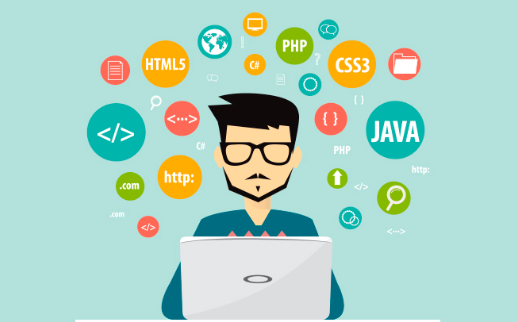 HTML5
!
PHP
C#
?
CSS3
</>
<···>
{ }
{ }
JAVA
C#
PHP
.com
http:
</>
http:
.com
</>
<···>